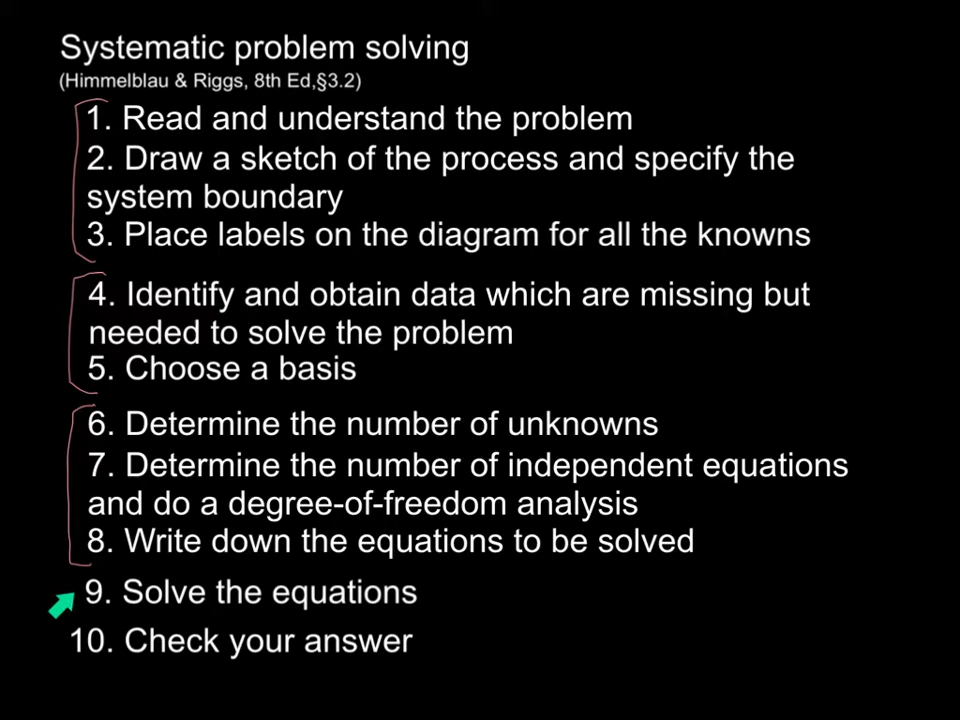 Systematic problem solving
(Himmelblau & Riggs, 8th Ed,§3.2)
1. Read and understand the problem
2. Draw a sketch of the process and specify the
system boundary
3. Place labels on the diagram for all the knowns
4. Identify and obtain data which are missing but
needed to solve the problem
5. Choose a basis
6. Determine the number of unknowns
7. Determine the number of independent equations
and do a degree-of-freedom analysis
8. Write down the equations to be solved
9. Solve the equations
10. Check your answer